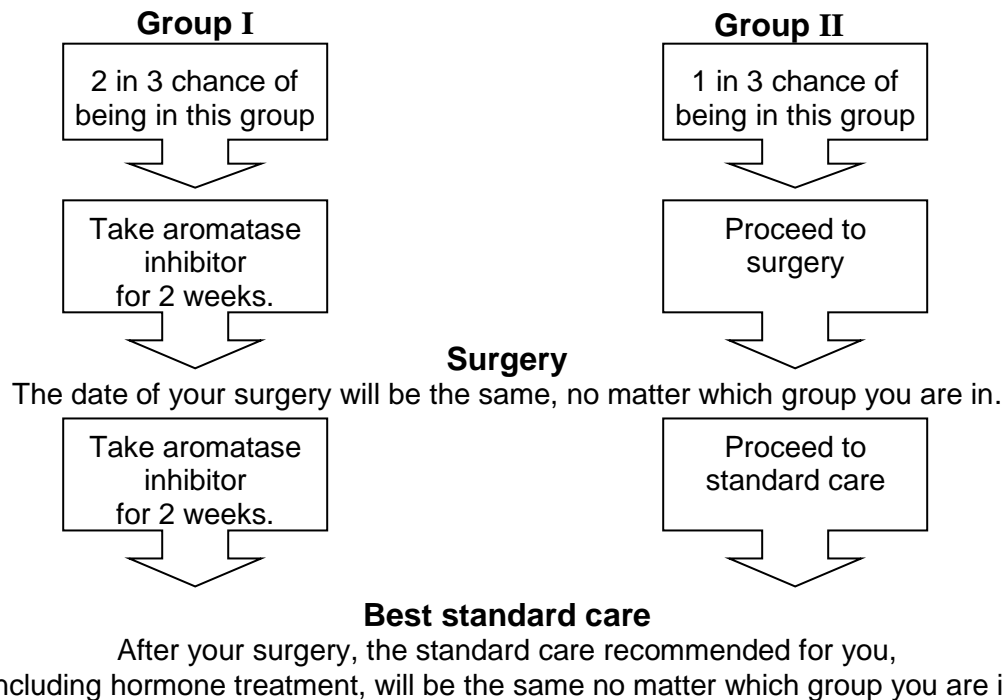 Group I
2 in 3 chance of
being in this group
Group II
1 in 3 chance of
being in this group
Take aromatase
inhibitor
for 2 weeks.
Proceed to
surgery
Surgery
The date of your surgery will be the same, no matter which group you are in.
Take aromatase
inhibitor
for 2 weeks.
Proceed to
standard care
Best standard care
After your surgery, the standard care recommended for you,
ncluding hormone treatment, will be the same no matter which group you are i